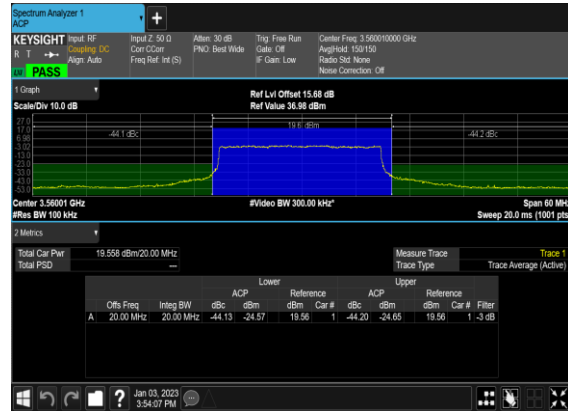 Spectrum Analyzer 1
ACP
KEYSIGHT Input: RF Input Z: 50 Ω Atten: 30 dB Trig: Free Run Center Freq: 3.560010000 GHz
R T Coupling: DC Corr CCorr PNO: Best Wide Gate: Off Avg|Hold: 150/150
Align: Auto Freq Ref: Int (S) IF Gain: Low Radio Std: None
LW PASS Noise Correction: Off
1 Graph Ref Lvl Offset 15.68 dB
Scale/Div 10.0 dB Ref Value 36.98 dBm
27.0
17.0 19.6 dBm
6.98 -44.1 dBc -44.2 dBc
-3.02
-13.0
-23.0
-33.0
-43.0
-53.0
Center 3.56001 GHz #Video BW 300.00 kHz* Span 60 MHz
#Res BW 100 kHz Sweep 20.0 ms (1001 pts)
2 Metrics
Total Car Pwr 19.558 dBm/20.00 MHz Measure Trace Trace 1
Total PSD --- Trace Type Trace Average (Active)
Lower Upper
ACP Reference ACP Reference
Offs Freq Integ BW dBc dBm dBm Car # dBc dBm dBm Car # Filter
A 20.00 MHz 20.00 MHz -44.13 -24.57 19.56 1 -44.20 -24.65 19.56 1 -3 dB
Jan 03, 2023
3:54:07 PM